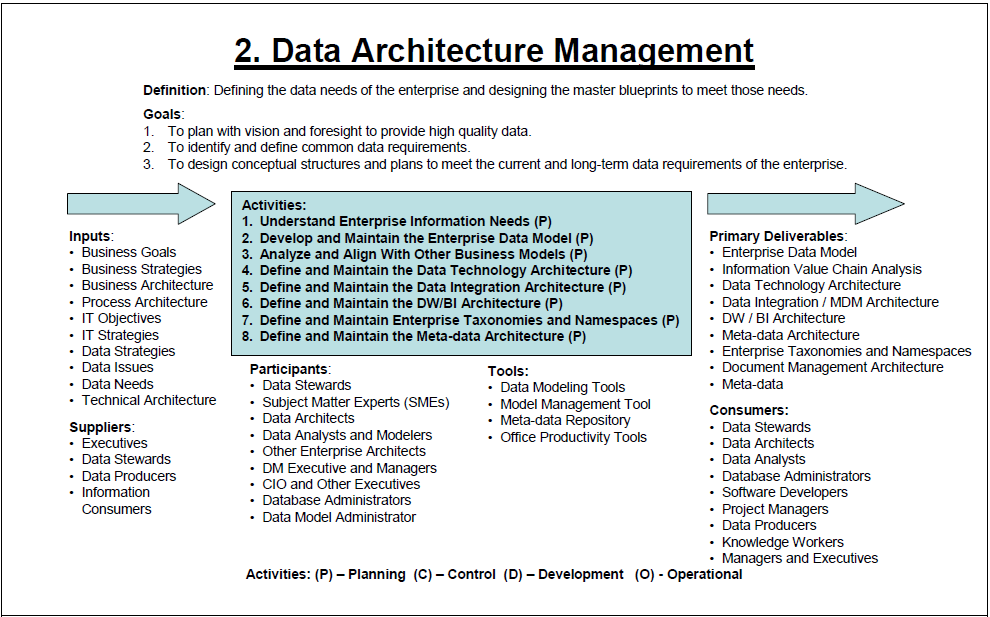 2. Data Architecture Management
Definition: Defining the data needs of the enterprise and designing the master blueprints to meet those needs.
Goals:
1. To plan with vision and foresight to provide high quality data.
2. To identify and define common data requirements.
3. To design conceptual structures and plans to meet the current and long-term data requirements of the enterprise.
Inputs:
• Business Goals
• Business Strategies
• Business Architecture
• Process Architecture
• IT Objectives
• IT Strategies
• Data Strategies
• Data Issues
• Data Needs
• Technical Architecture
Suppliers:
• Executives
• Data Stewards
• Data Producers
• Information
Consumers
Activities:
1. Understand Enterprise Information Needs (P)
2. Develop and Maintain the Enterprise Data Model (P)
3. Analyze and Align With Other Business Models (P)
4. Define and Maintain the Data Technology Architecture (P)
5. Define and Maintain the Data Integration Architecture (P)
6. Define and Maintain the DW/BI Architecture (P)
7. Define and Maintain Enterprise Taxonomies and Namespaces (P)
8. Define and Maintain the Meta-data Architecture (P)
Participants:
• Data Stewards
• Subject Matter Experts (SMEs)
• Data Architects
• Data Analysts and Modelers
• Other Enterprise Architects
• DM Executive and Managers
• CIO and Other Executives
• Database Administrators
• Data Model Administrator
Tools:
• Data Modeling Tools
• Model Management Tool
• Meta-data Repository
• Office Productivity Tools
Primary Deliverables:
• Enterprise Data Model
• Information Value Chain Analysis
• Data Technology Architecture
• Data Integration / MDM Architecture
• DW / BI Architecture
• Meta-data Architecture
• Enterprise Taxonomies and Namespaces
• Document Management Architecture
• Meta-data
Consumers:
• Data Stewards
• Data Architects
• Data Analysts
• Database Administrators
• Software Developers
• Project Managers
• Data Producers
• Knowledge Workers
• Managers and Executives
Activities: (P) – Planning (C) – Control (D) – Development (O) - Operational